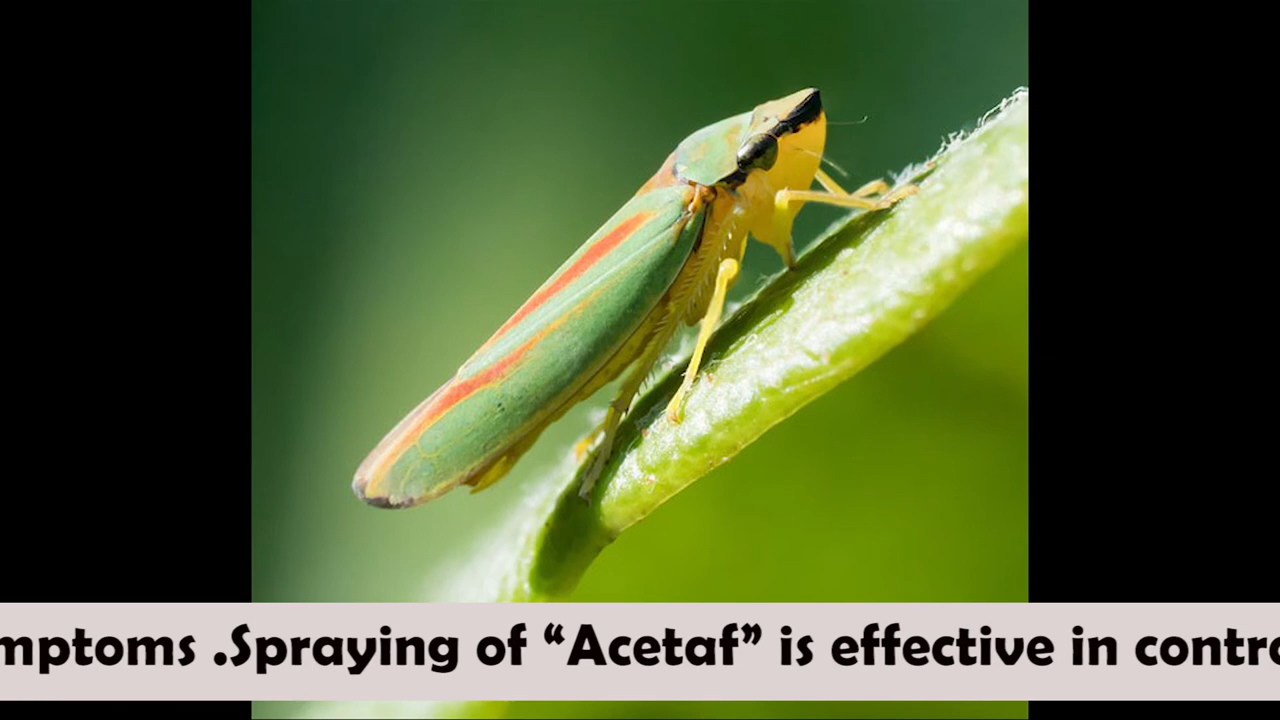 mptoms .Spraying of “Acetaf” is effective in contro